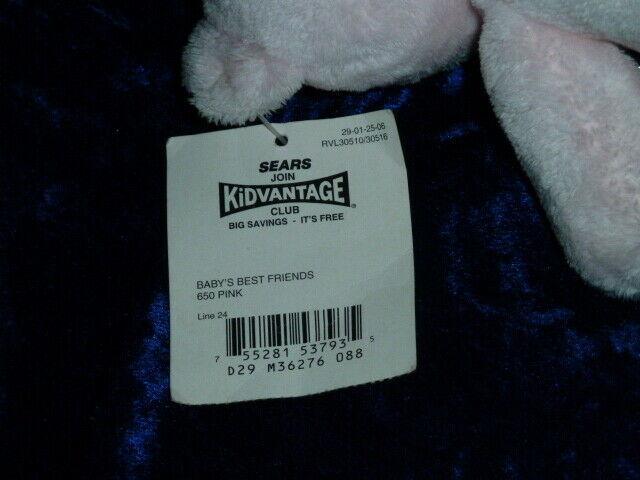 29-01-25-06
RVL30510/30516
SEARS
JOIN
KiDVANTAGE®
CLUB
BIG SAVINGS - IT'S FREE
BABY'S BEST FRIENDS
650 PINK
Line 24
7 55281 53793 5
D29 M36276 088